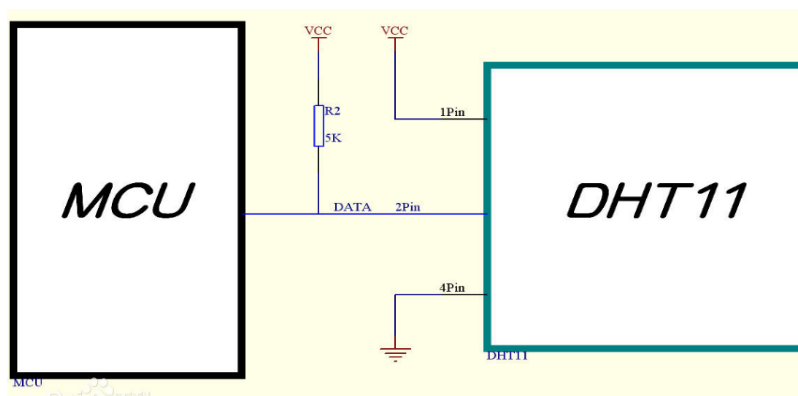 VCC
VCC
R2
5K
1Pin
MCU
DHT11
DATA
2Pin
4Pin
DHT11
MCU